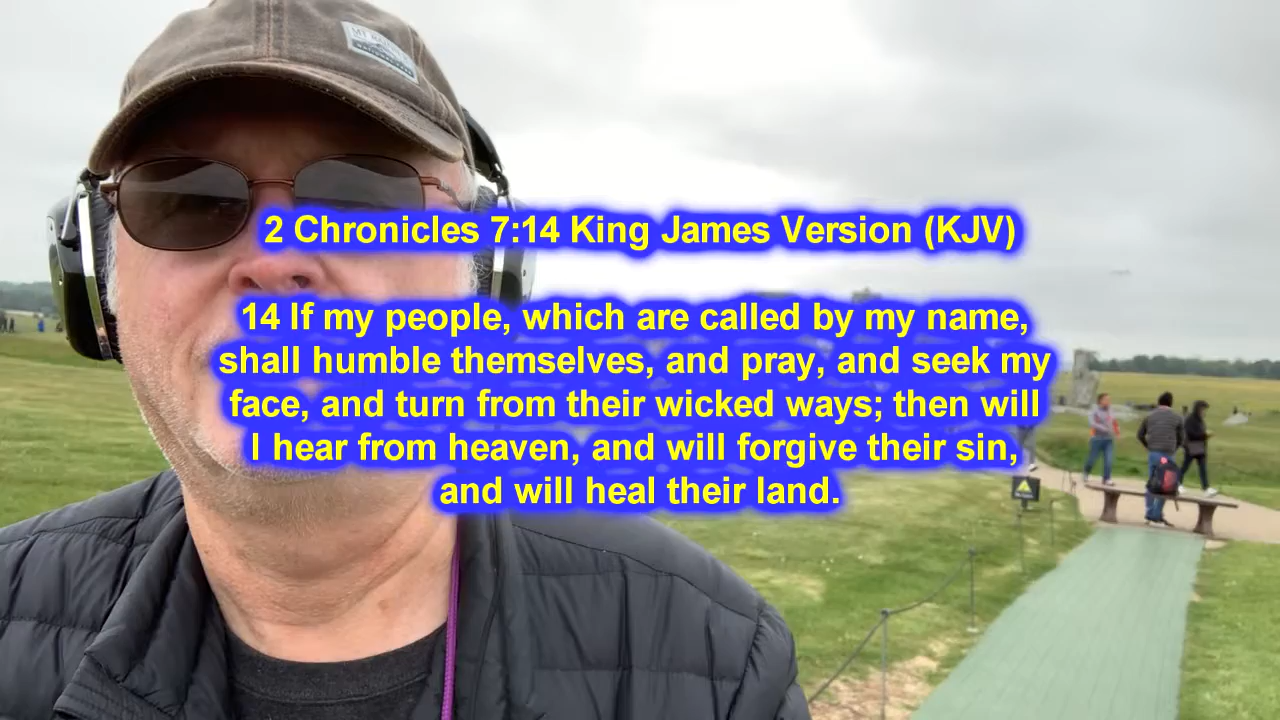 2 Chronicles 7:14 King James Version (KJV)
14 If my people, which are called by my name,
shall humble themselves, and pray, and seek my
face, and turn from their wicked ways; then will
I hear from heaven, and will forgive their sin,
and will heal their land.